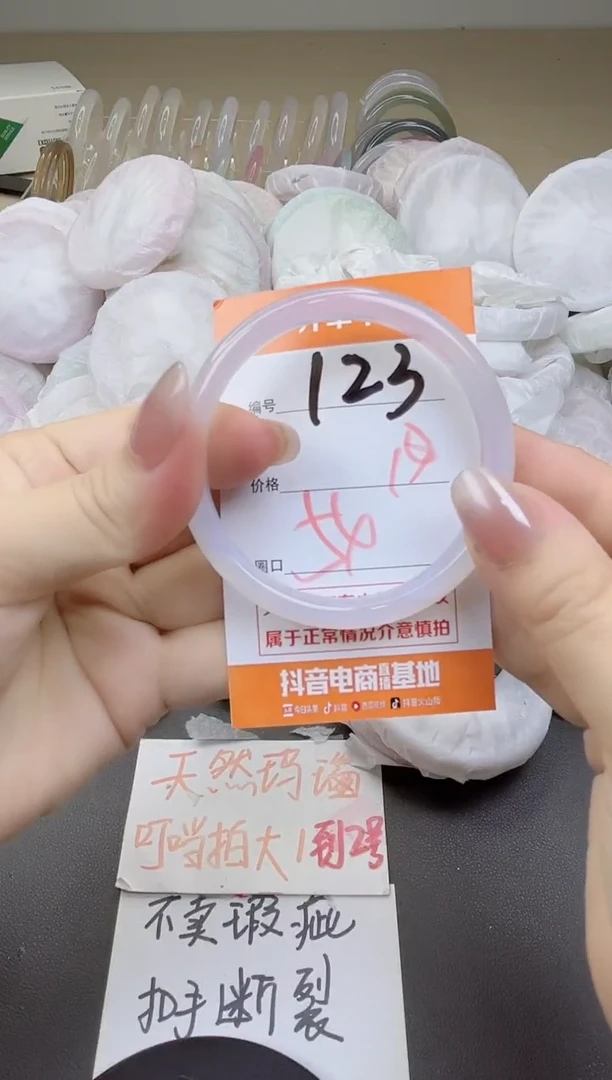 编号 123
价格
圈口
属于正常情况介意慎拍
抖音电商直播基地
今日头条 抖音 西瓜视频 抖音火山版
天然玛瑙
叮当拍大1到2号
不卖瑕疵
扣手断裂